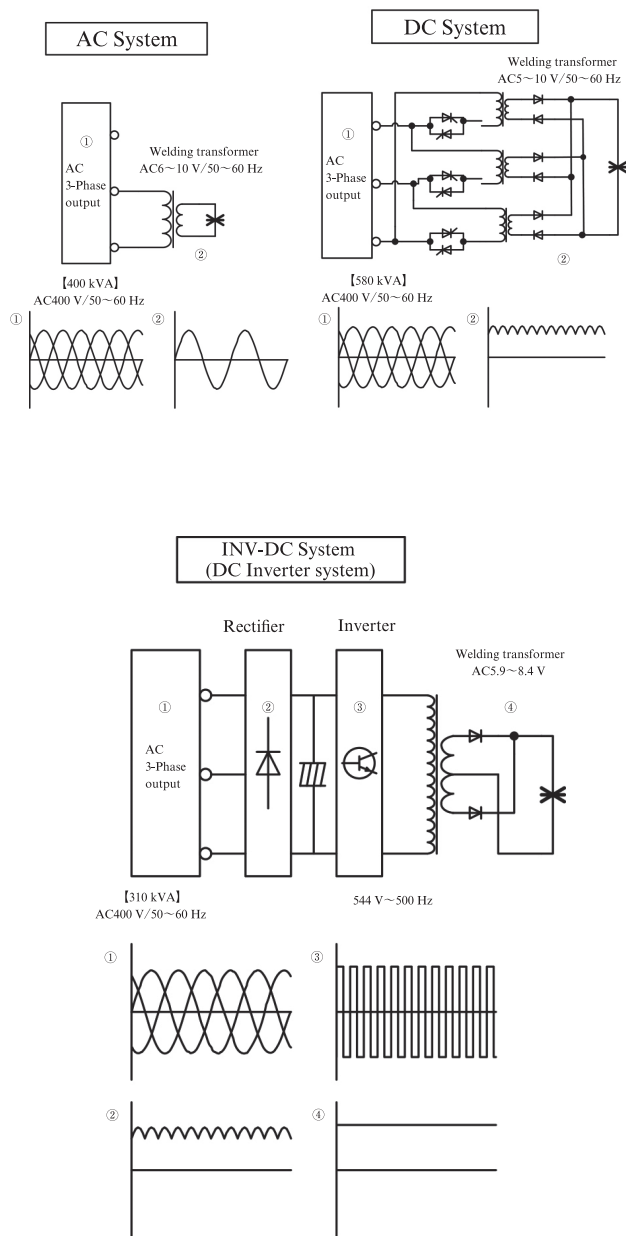 AC System
①
AC
3-Phase
output
Welding transformer
AC6~10 V/50~60 Hz
②
【400 kVA】
AC400 V/50~60 Hz
①
②
DC System
Welding transformer
AC5~10 V/50~60 Hz
①
AC
3-Phase
output
②
【580 kVA】
AC400 V/50~60 Hz
①
②
INV-DC System
(DC Inverter system)
Rectifier
Inverter
Welding transformer
AC5.9~8.4 V
①
②
③
④
AC
3-Phase
output
【310 kVA】
AC400 V/50~60 Hz
544 V~500 Hz
①
③
②
④